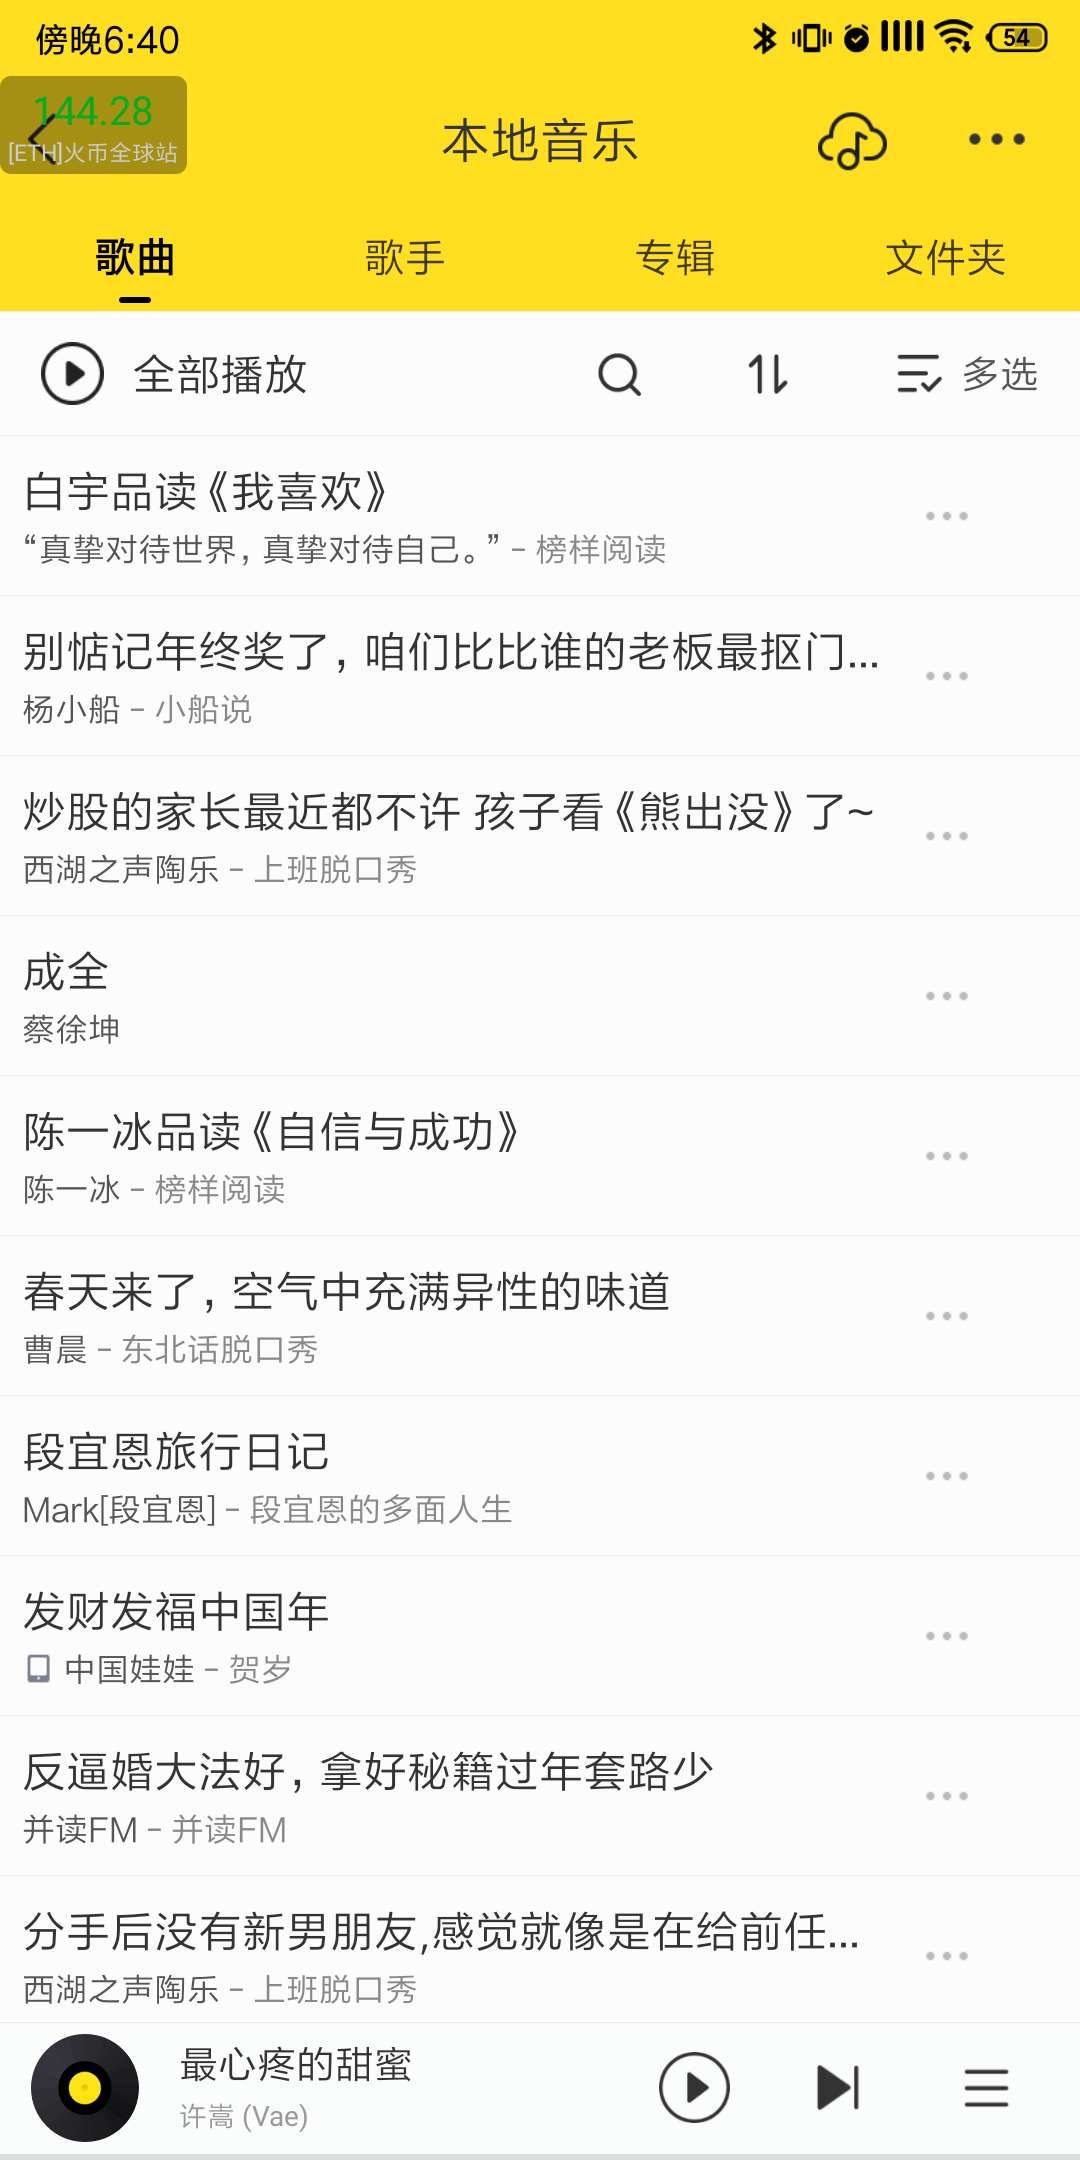 傍晚6:40
54
144.28
[ETH]火币全球站
本地音乐
歌曲 歌手 专辑 文件夹
全部播放 多选
白宇品读《我喜欢》
“真挚对待世界，真挚对待自己。” - 榜样阅读
别惦记年终奖了，咱们比比谁的老板最抠门...
杨小船 - 小船说
炒股的家长最近都不许 孩子看《熊出没》了~
西湖之声陶乐 - 上班脱口秀
成全
蔡徐坤
陈一冰品读《自信与成功》
陈一冰 - 榜样阅读
春天来了，空气中充满异性的味道
曹晨 - 东北话脱口秀
段宜恩旅行日记
Mark[段宜恩] - 段宜恩的多面人生
发财发福中国年
中国娃娃 - 贺岁
反逼婚大法好，拿好秘籍过年套路少
并读FM - 并读FM
分手后没有新男朋友,感觉就像是在给前任...
西湖之声陶乐 - 上班脱口秀
最心疼的甜蜜
许嵩 (Vae)